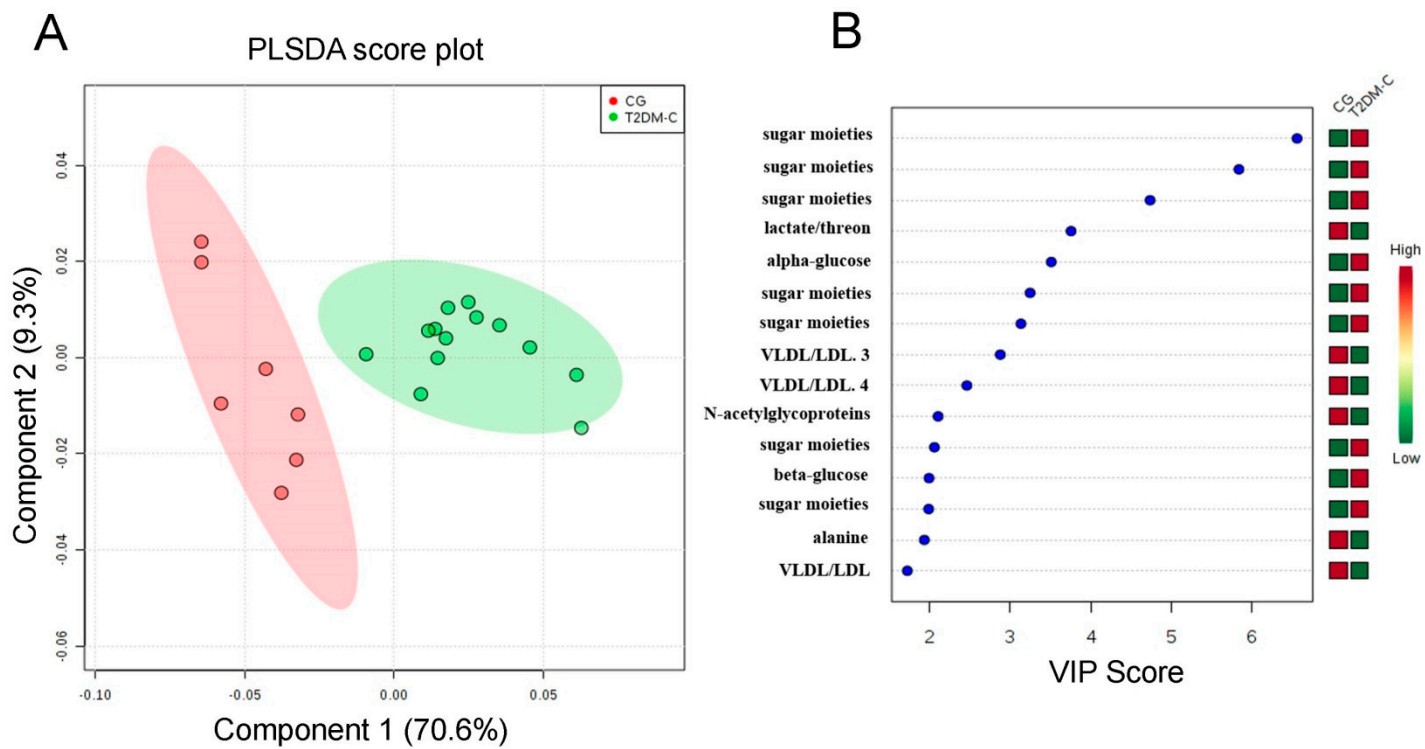 A
PLSDA score plot
CG
T2DM-C
0.04
0.02
0.00
-0.02
-0.04
-0.06
Component 2 (9.3%)
-0.10
-0.05
0.00
0.05
Component 1 (70.6%)
B
CG
T2DM-C
sugar moieties
sugar moieties
sugar moieties
lactate/threon
alpha-glucose
sugar moieties
sugar moieties
VLDL/LDL. 3
VLDL/LDL. 4
N-acetylglycoproteins
sugar moieties
beta-glucose
sugar moieties
alanine
VLDL/LDL
High
Low
2
3
4
5
6
VIP Score